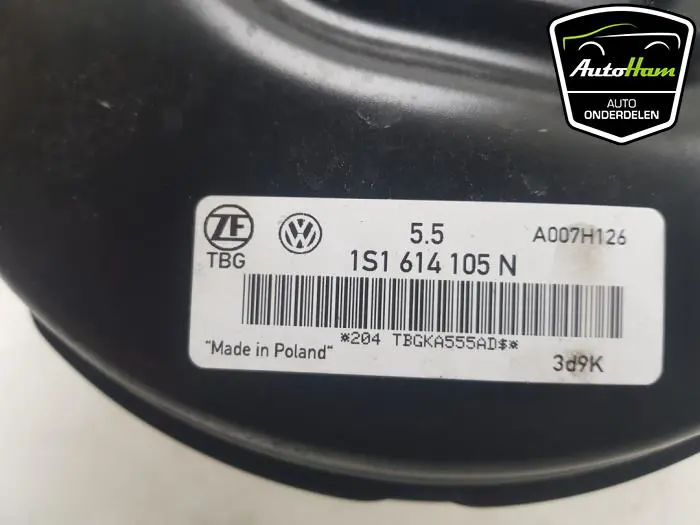 AutoHam
AUTO
ONDERDELEN
ZF
TBG
5.5
A007H126
1S1 614 105 N
*204 TBGKA555AD$*
"Made in Poland"
3d9K